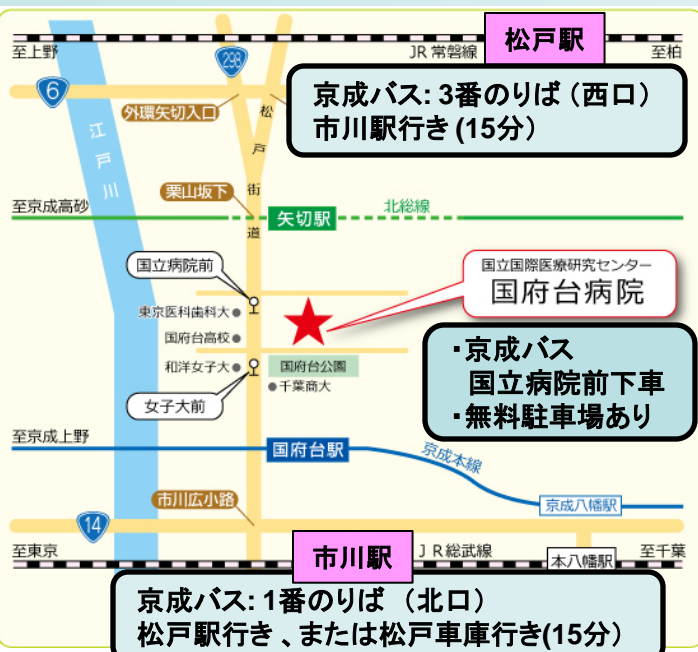 松戸駅
至上野
JR 常磐線
至柏
298
6
京成バス: 3番のりば（西口）
市川駅行き (15分）
外環矢切入口
松戸街道
江戸川
栗山坂下
至京成高砂
矢切駅
北総線
国立病院前
国立国際医療研究センター
国府台病院
東京医科歯科大
国府台高校
和洋女子大
国府台公園
千葉商大
女子大前
・京成バス
国立病院前下車
・無料駐車場あり
至京成上野
国府台駅
京成本線
市川広小路
京成八幡駅
14
至東京
市川駅
ＪＲ総武線
本八幡駅
至千葉
京成バス: 1番のりば （北口）
松戸駅行き 、または松戸車庫行き(15分）